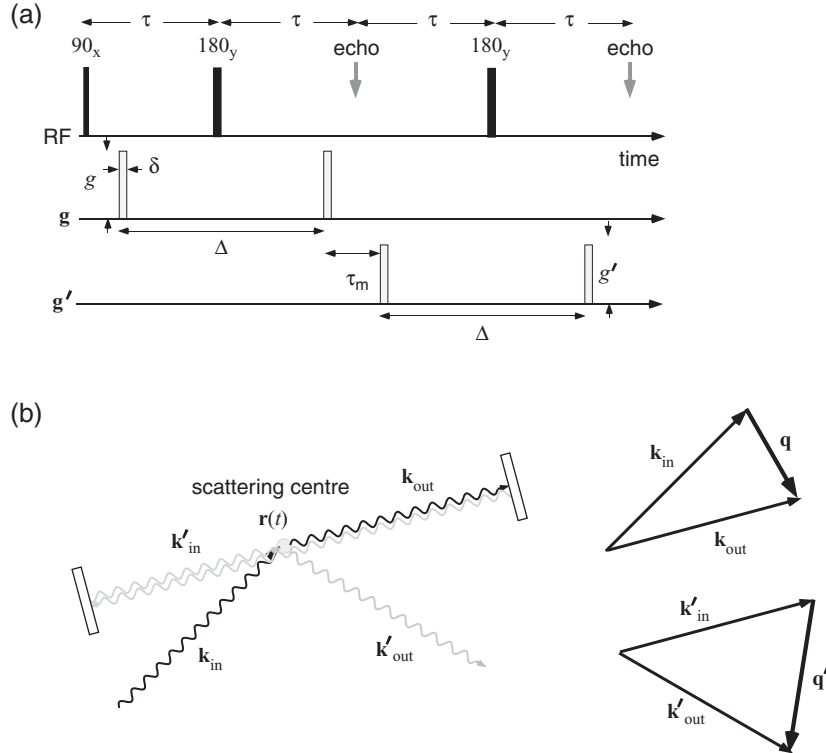 (a)
τ τ τ τ
90x 180y echo 180y echo
RF
time
g δ
g
Δ
τm g′
g′
Δ
(b)
kin q
kout
scattering centre
r(t)
kout
k′in
kin
k′out
k′in
k′out
q′